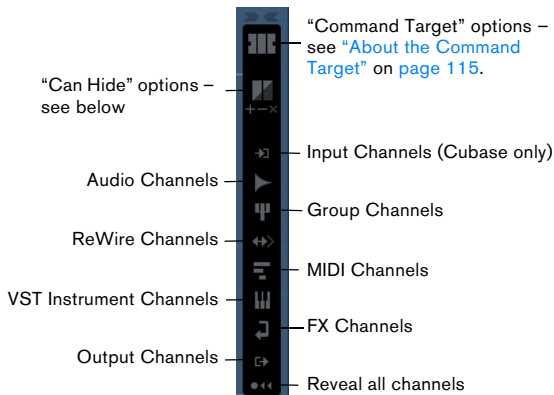 “Command Target” options –
see “About the Command
Target” on page 115.
“Can Hide” options –
see below
Input Channels (Cubase only)
Audio Channels
Group Channels
ReWire Channels
MIDI Channels
VST Instrument Channels
FX Channels
Output Channels
Reveal all channels